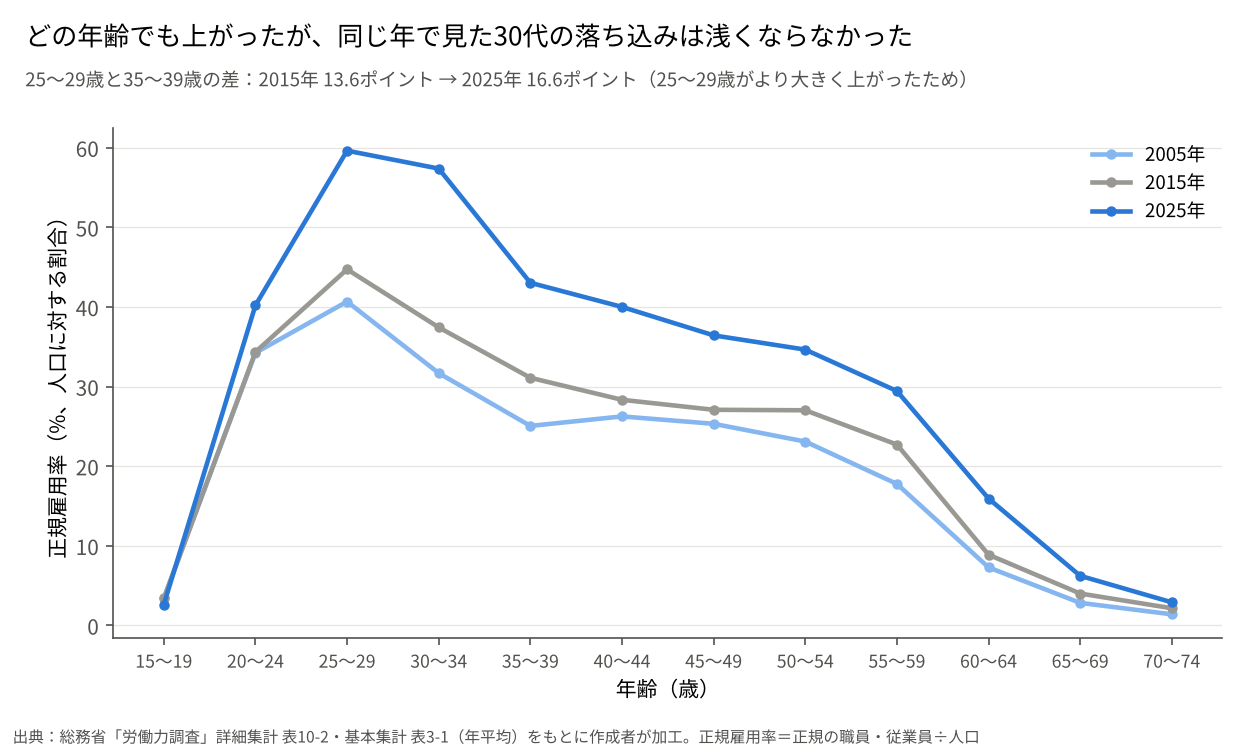 どの年齢でも上がったが、同じ年で見た30代の落ち込みは浅くならなかった
25〜29歳と35〜39歳の差：2015年 13.6ポイント → 2025年 16.6ポイント（25〜29歳がより大きく上がったため）
60
50
40
30
20
10
0
正規雇用率（%、人口に対する割合）
2005年
2015年
2025年
15〜19
20〜24
25〜29
30〜34
35〜39
40〜44
45〜49
50〜54
55〜59
60〜64
65〜69
70〜74
年齢（歳）
出典：総務省「労働力調査」詳細集計 表10-2・基本集計 表3-1（年平均）をもとに作成者が加工。正規雇用率＝正規の職員・従業員÷人口